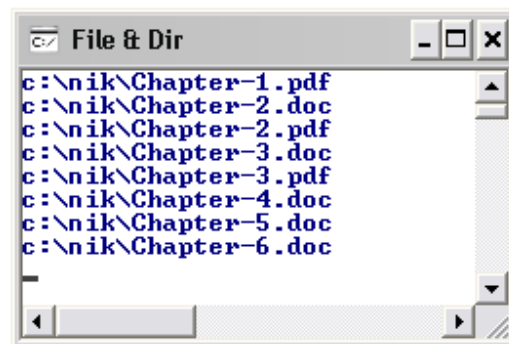 File & Dir
c:\nik\Chapter-1.pdf
c:\nik\Chapter-2.doc
c:\nik\Chapter-2.pdf
c:\nik\Chapter-3.doc
c:\nik\Chapter-3.pdf
c:\nik\Chapter-4.doc
c:\nik\Chapter-5.doc
c:\nik\Chapter-6.doc